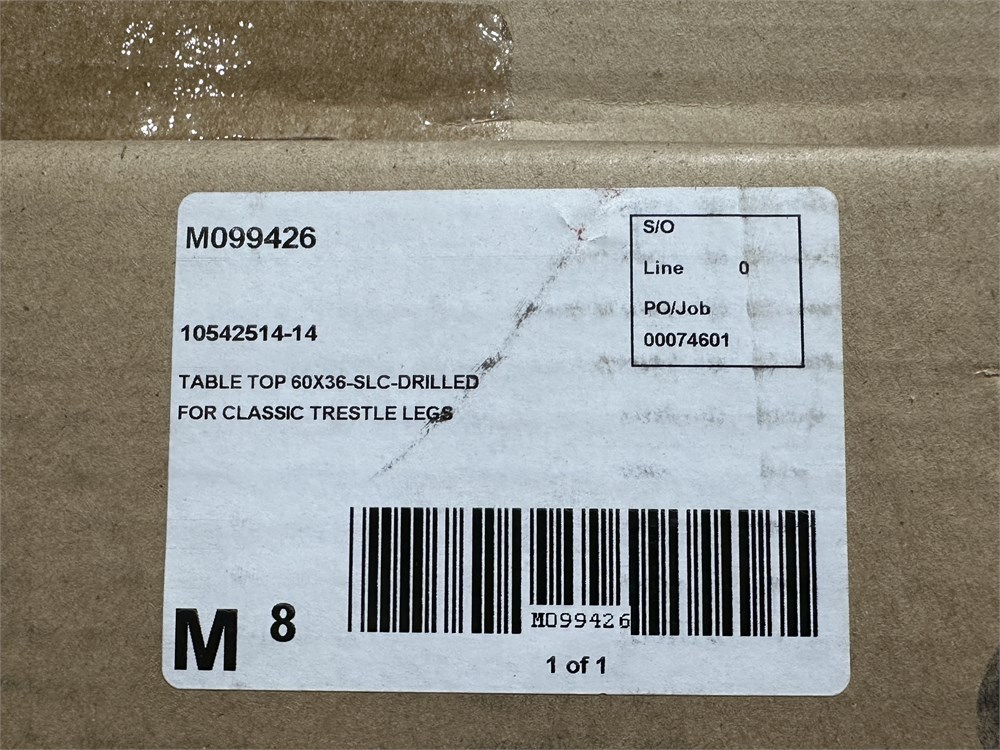 M099426
S/O
Line 0
PO/Job
00074601
10542514-14
TABLE TOP 60X36-SLC-DRILLED
FOR CLASSIC TRESTLE LEGS
M099426
M 8
1 of 1